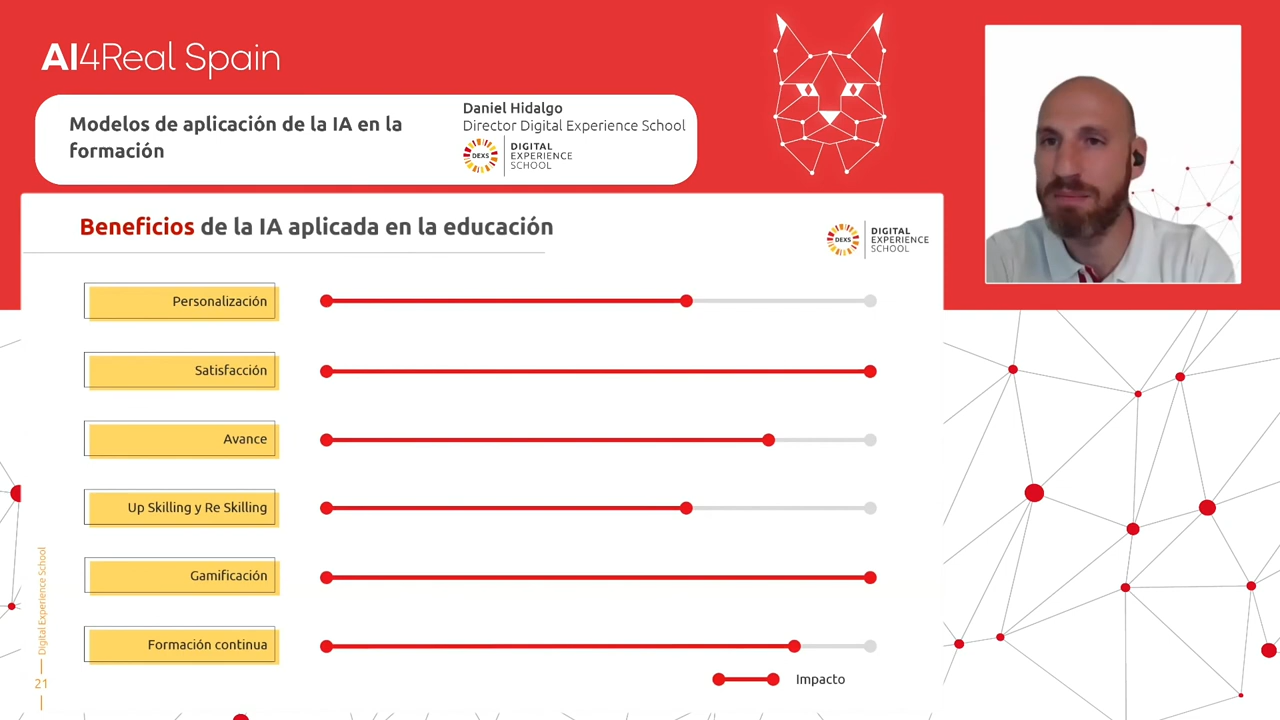 AI4Real Spain
Modelos de aplicación de la IA en la
formación
Daniel Hidalgo
Director Digital Experience School
DEXS
DIGITAL
EXPERIENCE
SCHOOL
Beneficios de la IA aplicada en la educación
DEXS
DIGITAL
EXPERIENCE
SCHOOL
Personalización
Satisfacción
Avance
Up Skilling y Re Skilling
Gamificación
Formación continua
Impacto
Digital Experience School
21